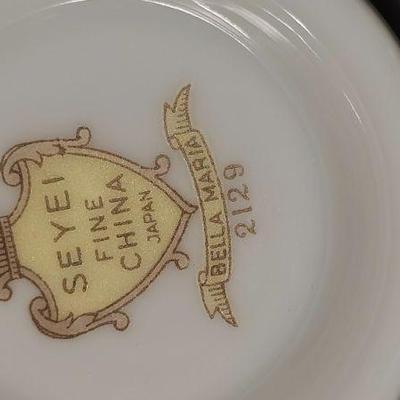 SEYEI
FINE
CHINA
JAPAN
BELLA MARIA
2129